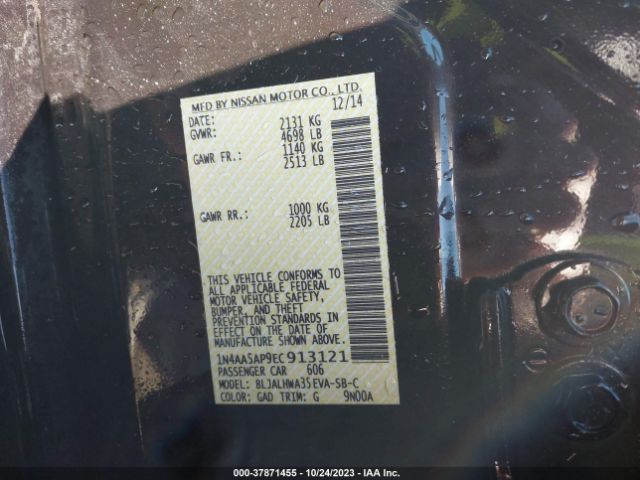 MFD BY NISSAN MOTOR CO., LTD.
DATE: 12/14
GVWR: 2131 KG
4698 LB
GAWR FR.: 1140 KG
2513 LB
GAWR RR.: 1000 KG
2205 LB
THIS VEHICLE CONFORMS TO
ALL APPLICABLE FEDERAL
MOTOR VEHICLE SAFETY,
BUMPER, AND THEFT
PREVENTION STANDARDS IN
EFFECT ON THE DATE OF
MANUFACTURE SHOWN ABOVE.
1N4AA5AP9EC913121
PASSENGER CAR 606
MODEL: BLJALHWA35EVA-SB-C
COLOR: GAD TRIM: G 9N00A
000-37871455 - 10/24/2023 - IAA Inc.